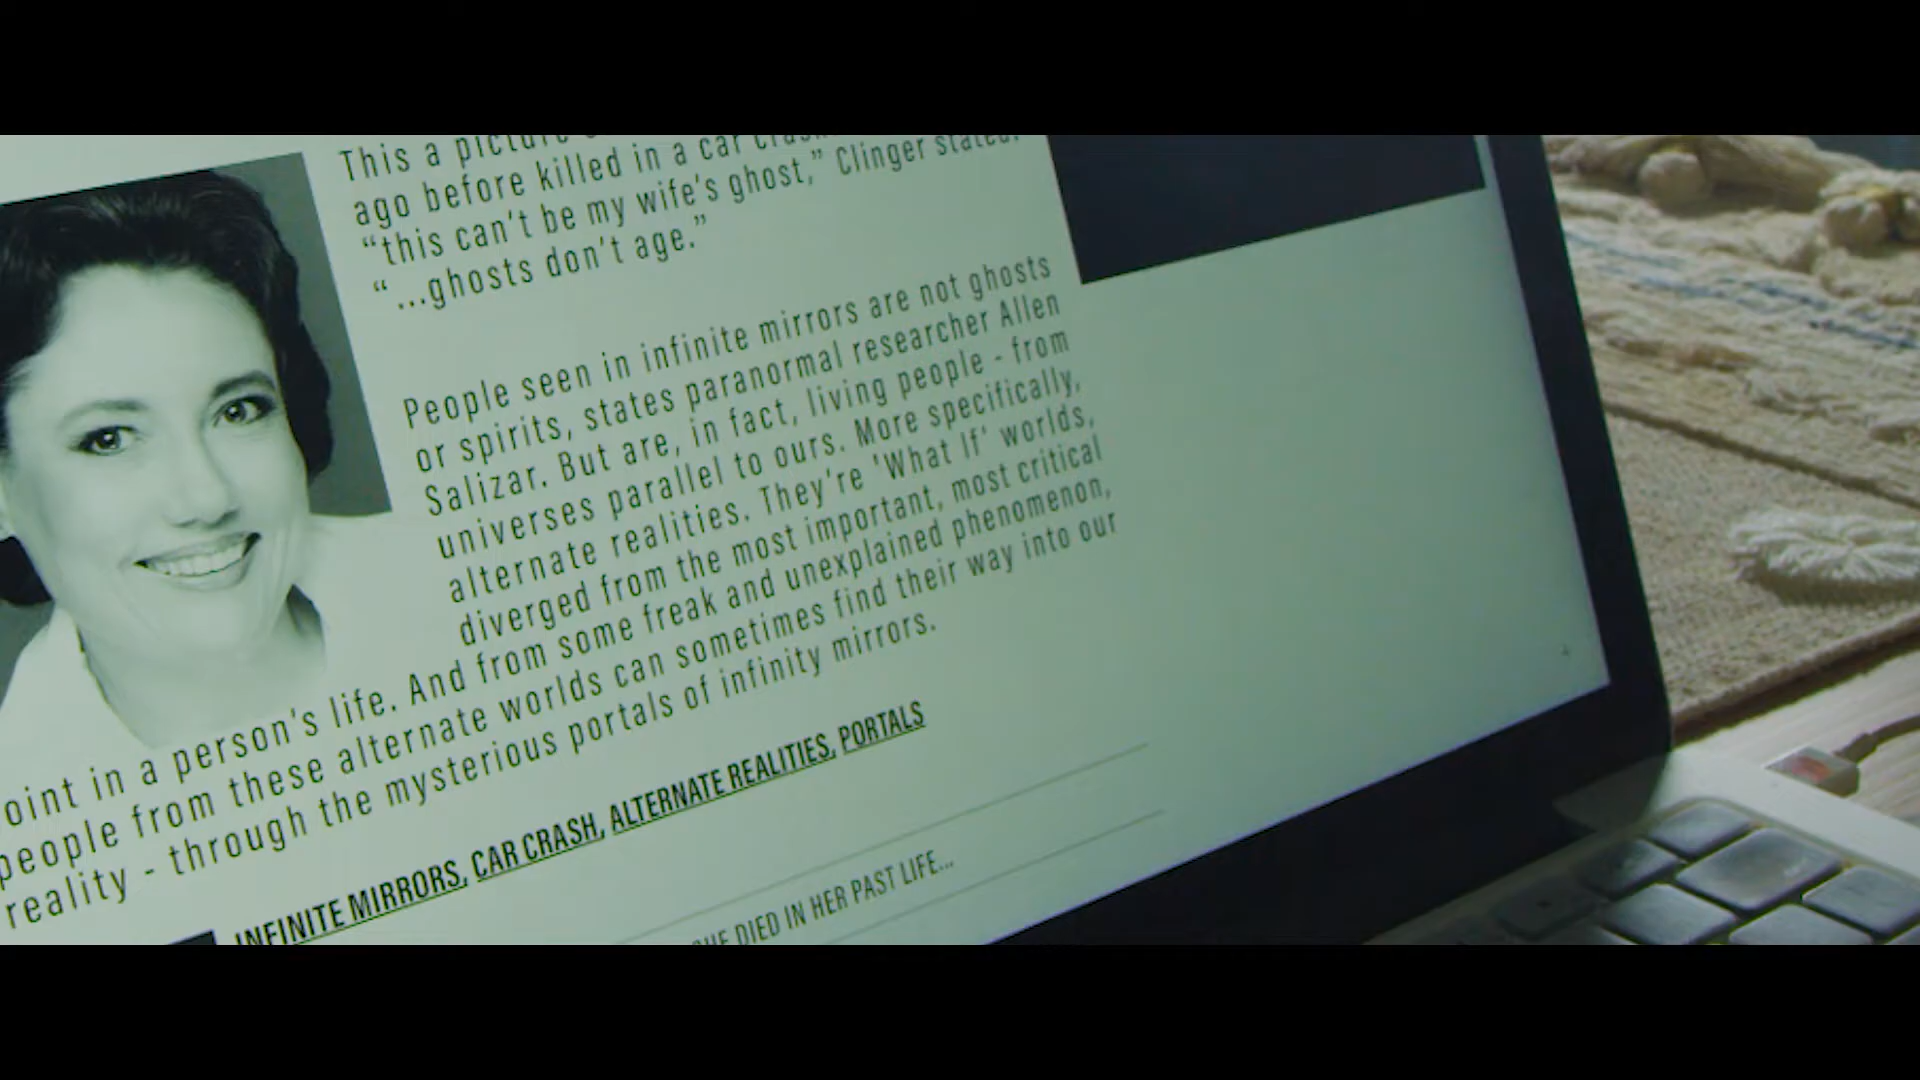 This a picture
ago before killed in a car crash
“this can't be my wife's ghost,” Clinger stated.
“...ghosts don't age.”
People seen in infinite mirrors are not ghosts
or spirits, states paranormal researcher Allen
Salizar. But are, in fact, living people - from
universes parallel to ours. More specifically,
alternate realities. They're 'What If' worlds,
diverged from the most important, most critical
oint in a person's life. And from some freak and unexplained phenomenon,
people from these alternate worlds can sometimes find their way into our
reality - through the mysterious portals of infinity mirrors.
INFINITE MIRRORS, CAR CRASH, ALTERNATE REALITIES, PORTALS
DIED IN HER PAST LIFE...